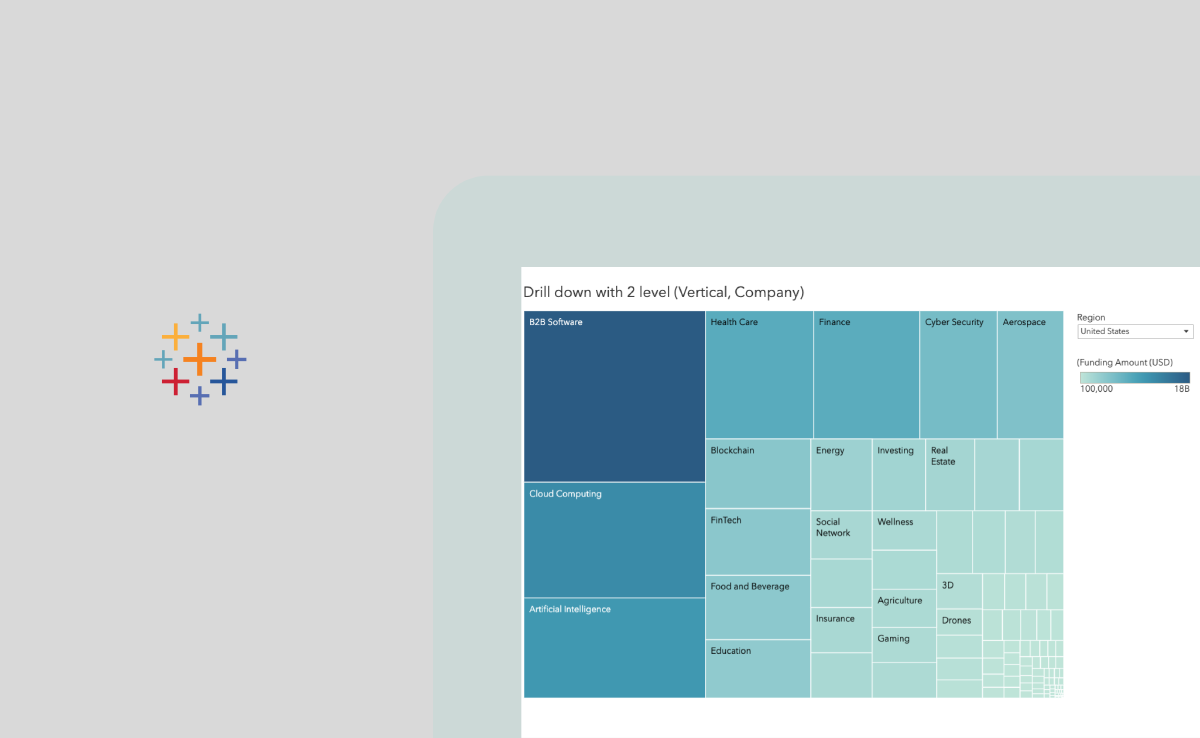 Drill down with 2 level (Vertical, Company)
B2B Software
Health Care
Finance
Cyber Security
Aerospace
Region
United States
(Funding Amount (USD)
100,000
18B
Blockchain
Energy
Investing
Real
Estate
Cloud Computing
FinTech
Social
Network
Wellness
Food and Beverage
3D
Artificial Intelligence
Agriculture
Insurance
Drones
Gaming
Education